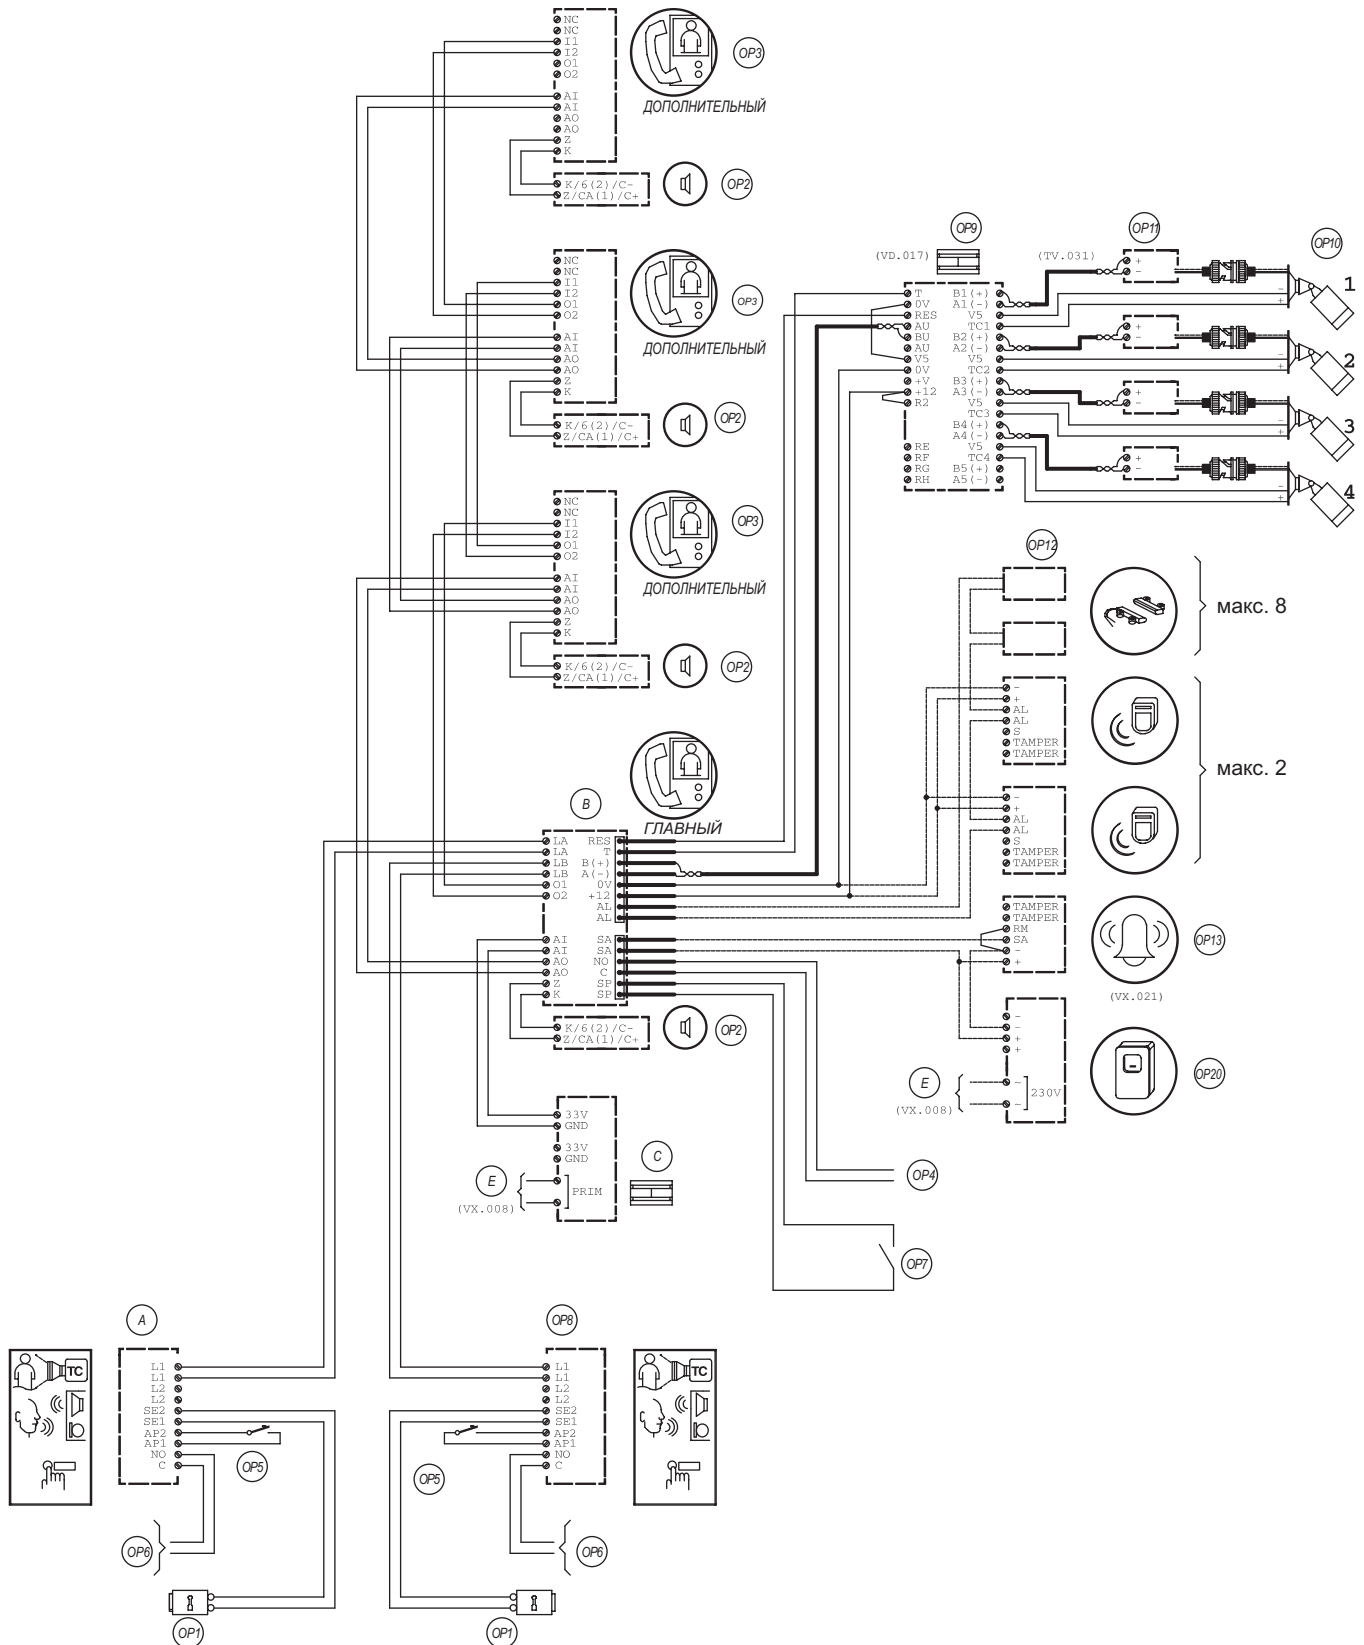 NC
NC
I1
I2
O1
O2
AI
AI
AO
AO
Z
K
OP3
ДОПОЛНИТЕЛЬНЫЙ
K/6(2)/C-
Z/CA(1)/C+
OP2
NC
NC
I1
I2
O1
O2
AI
AI
AO
AO
Z
K
OP3
ДОПОЛНИТЕЛЬНЫЙ
K/6(2)/C-
Z/CA(1)/C+
OP2
NC
NC
I1
I2
O1
O2
AI
AI
AO
AO
Z
K
OP3
ДОПОЛНИТЕЛЬНЫЙ
K/6(2)/C-
Z/CA(1)/C+
OP2
OP9
(VD.017)
T
0V
RES
AU
BU
AU
V5
0V
+V
+12
R2
RE
RF
RG
RH
B1(+)
A1(-)
V5
TC1
B2(+)
A2(-)
V5
TC2
B3(+)
A3(-)
V5
TC3
B4(+)
A4(-)
V5
TC4
B5(+)
A5(-)
(TV.031)
OP11
+
-
+
-
+
-
+
-
OP10
-
+
1
-
+
2
-
+
3
-
+
4
OP12
макс. 8
-
+
AL
AL
S
TAMPER
TAMPER
макс. 2
-
+
AL
AL
S
TAMPER
TAMPER
TAMPER
TAMPER
RM
SA
-
+
OP13
(VX.021)
-
-
+
+
~
~
230V
E
(VX.008)
OP20
ГЛАВНЫЙ
B
LA
LA
LB
LB
O1
O2
AI
AI
AO
AO
Z
K
RES
T
B(+)
A(-)
0V
+12
AL
AL
SA
SA
NO
C
SP
SP
K/6(2)/C-
Z/CA(1)/C+
OP2
33V
GND
33V
GND
PRIM
C
E
(VX.008)
OP4
OP7
A
TC
L1
L1
L2
L2
SE2
SE1
AP2
AP1
NO
C
OP5
OP6
OP1
OP8
L1
L1
L2
L2
SE2
SE1
AP2
AP1
NO
C
TC
OP5
OP6
OP1